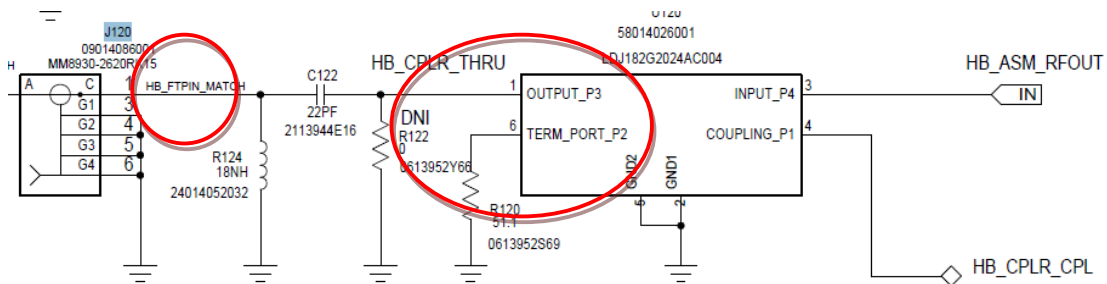 J120
09014086001
MM8930-2620
A
C
1
HB_FTPIN_MATCH
G1
3
G2
4
G3
5
G4
6
R124
18NH
24014052032
C122
22PF
2113944E16
HB_CPLR_THRU
DNI
R122
0
0613952Y66
R120
51.1
0613952S69
U120
58014026001
LDJ182G2024AC004
1
OUTPUT_P3
6
TERM_PORT_P2
INPUT_P4
3
COUPLING_P1
4
GND2
GND1
5
2
HB_ASM_RFOUT
IN
HB_CPLR_CPL